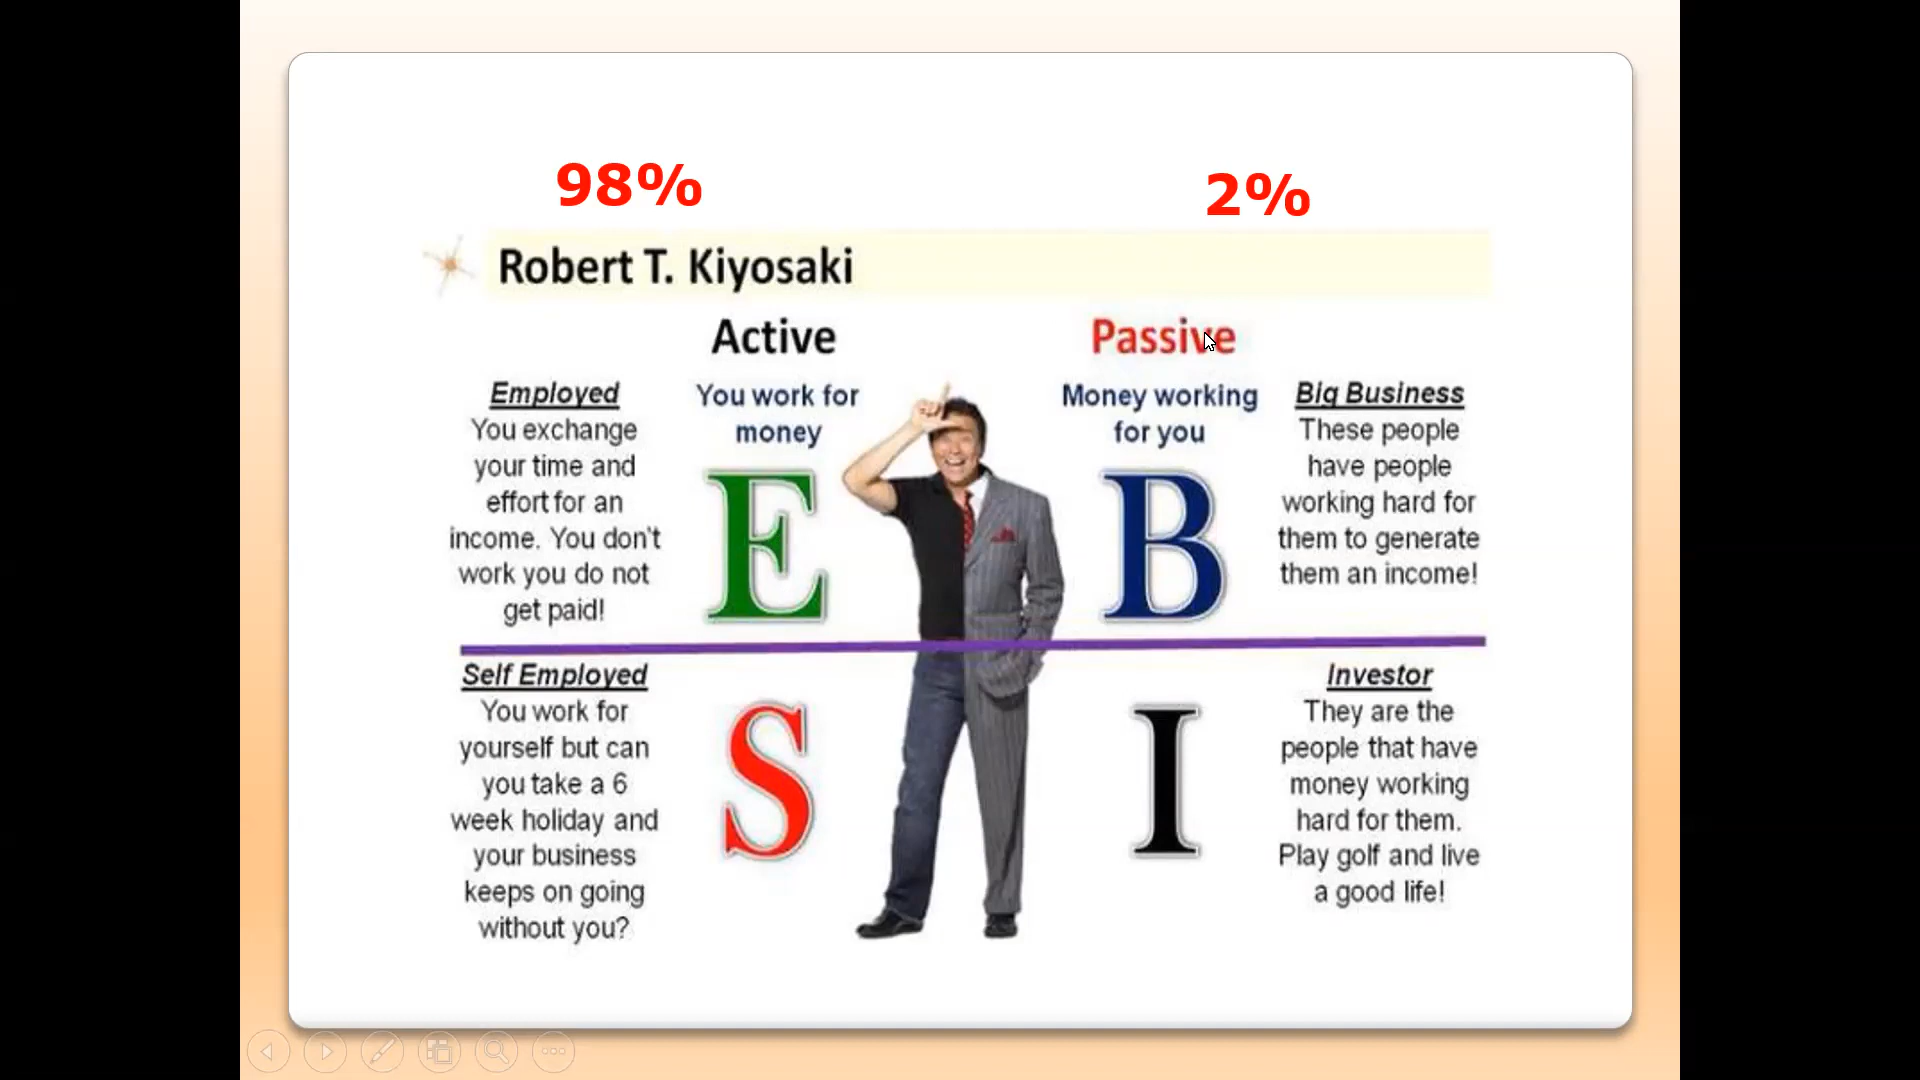 98%
2%
Robert T. Kiyosaki
Active
Passive
Employed
You exchange
your time and
effort for an
income. You don't
work you do not
get paid!
You work for
money
E
Money working
for you
B
Big Business
These people
have people
working hard for
them to generate
them an income!
Self Employed
You work for
yourself but can
you take a 6
week holiday and
your business
keeps on going
without you?
S
I
Investor
They are the
people that have
money working
hard for them.
Play golf and live
a good life!